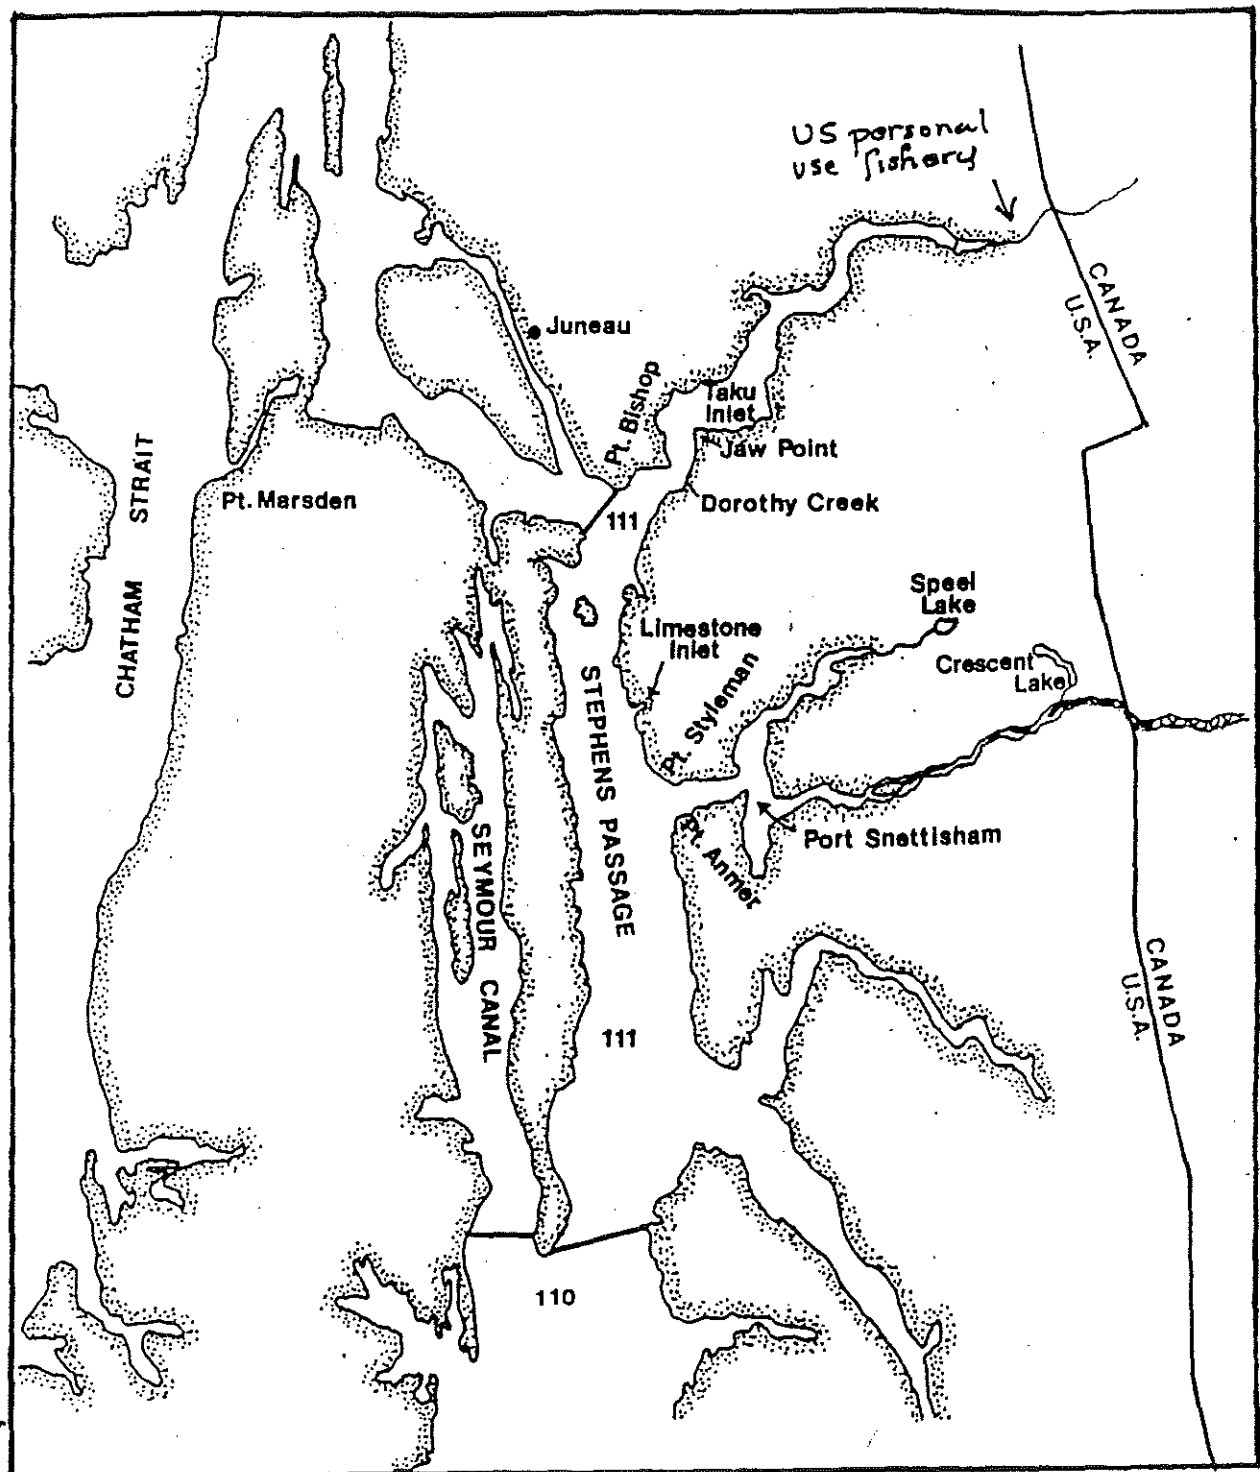 US personal
use fishery
CANADA
U.S.A.
Juneau
Pt. Bishop
Taku
Inlet
Jaw Point
CHATHAM STRAIT
Pt. Marsden
Dorothy Creek
111
Speel
Lake
Limestone
Inlet
Crescent
Lake
STEPHENS PASSAGE
Pt. Styleman
Port Snettisham
Pt. Anmer
SEYMOUR CANAL
CANADA
U.S.A.
111
110